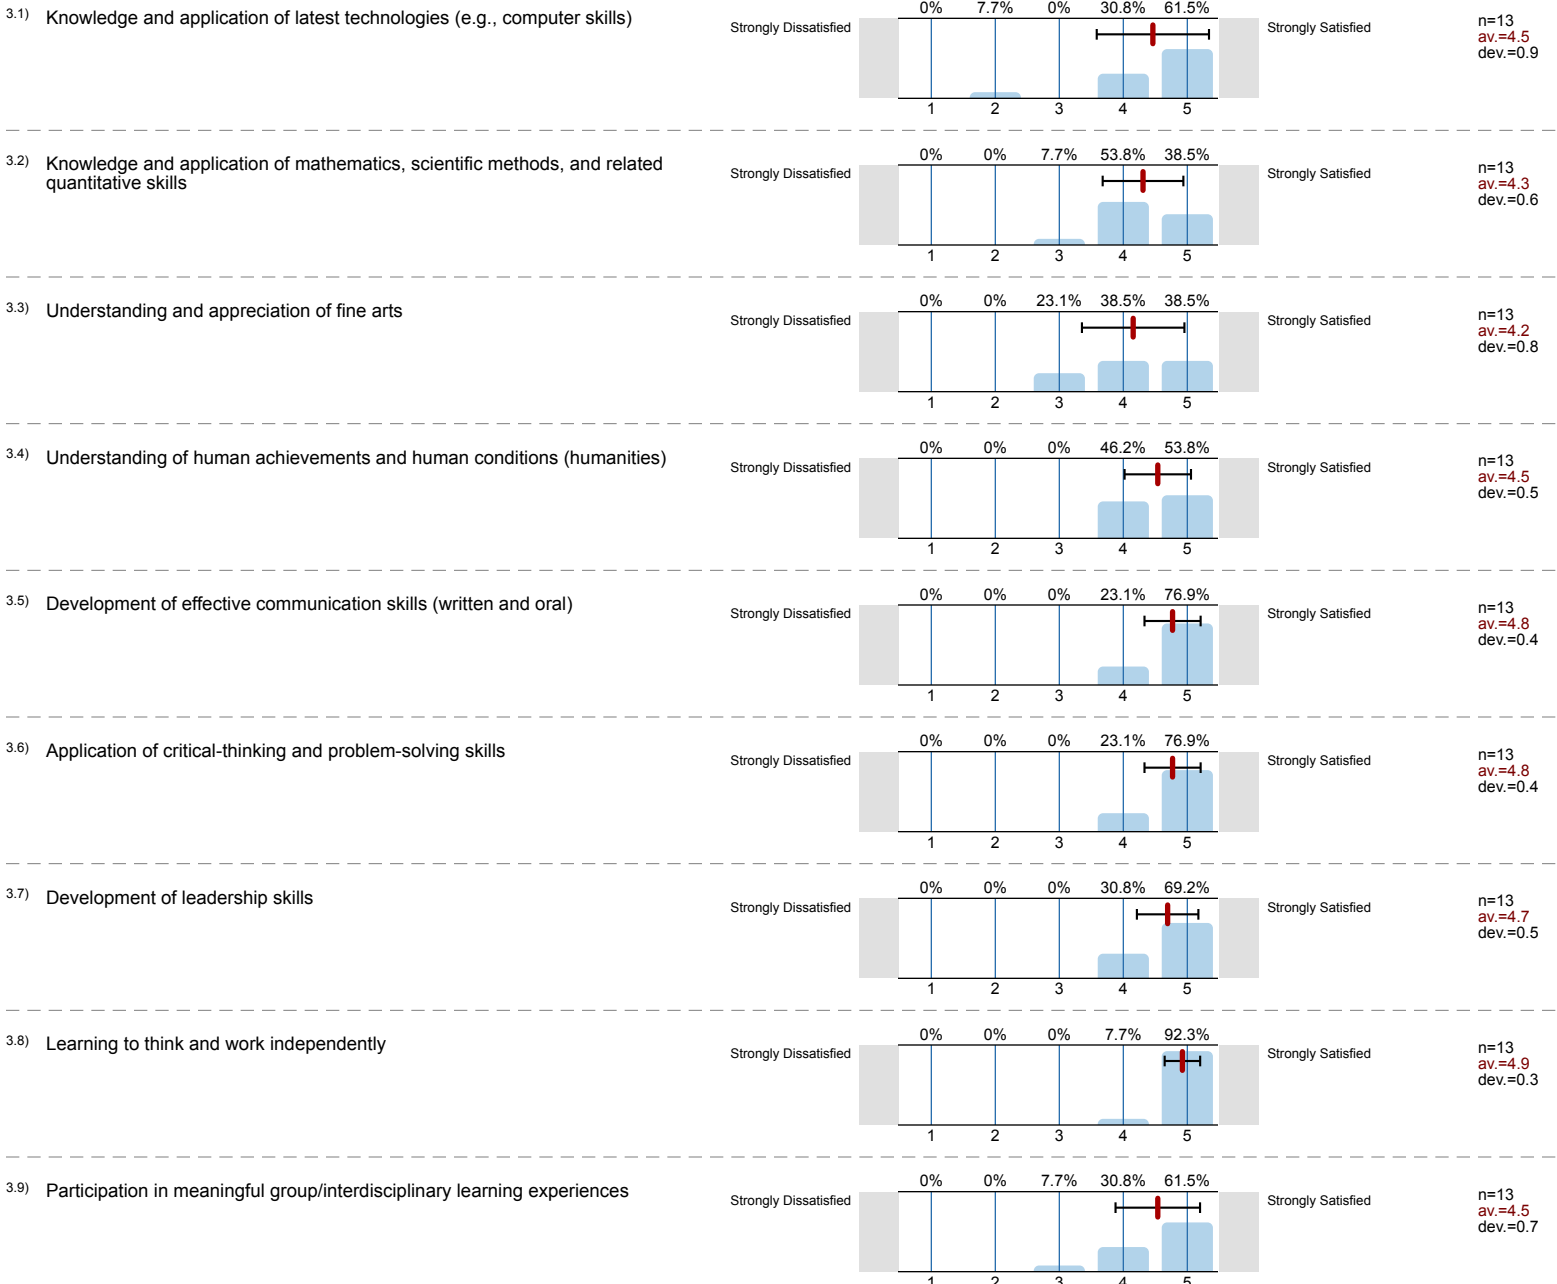 3.1) Knowledge and application of latest technologies (e.g., computer skills)
0% 7.7% 0% 30.8% 61.5%
Strongly Dissatisfied Strongly Satisfied
n=13
av.=4.5
dev.=0.9
1 2 3 4 5
3.2) Knowledge and application of mathematics, scientific methods, and related
quantitative skills
0% 0% 7.7% 53.8% 38.5%
Strongly Dissatisfied Strongly Satisfied
n=13
av.=4.3
dev.=0.6
1 2 3 4 5
3.3) Understanding and appreciation of fine arts
0% 0% 23.1% 38.5% 38.5%
Strongly Dissatisfied Strongly Satisfied
n=13
av.=4.2
dev.=0.8
1 2 3 4 5
3.4) Understanding of human achievements and human conditions (humanities)
0% 0% 0% 46.2% 53.8%
Strongly Dissatisfied Strongly Satisfied
n=13
av.=4.5
dev.=0.5
1 2 3 4 5
3.5) Development of effective communication skills (written and oral)
0% 0% 0% 23.1% 76.9%
Strongly Dissatisfied Strongly Satisfied
n=13
av.=4.8
dev.=0.4
1 2 3 4 5
3.6) Application of critical-thinking and problem-solving skills
0% 0% 0% 23.1% 76.9%
Strongly Dissatisfied Strongly Satisfied
n=13
av.=4.8
dev.=0.4
1 2 3 4 5
3.7) Development of leadership skills
0% 0% 0% 30.8% 69.2%
Strongly Dissatisfied Strongly Satisfied
n=13
av.=4.7
dev.=0.5
1 2 3 4 5
3.8) Learning to think and work independently
0% 0% 0% 7.7% 92.3%
Strongly Dissatisfied Strongly Satisfied
n=13
av.=4.9
dev.=0.3
1 2 3 4 5
3.9) Participation in meaningful group/interdisciplinary learning experiences
0% 0% 7.7% 30.8% 61.5%
Strongly Dissatisfied Strongly Satisfied
n=13
av.=4.5
dev.=0.7
1 2 3 4 5